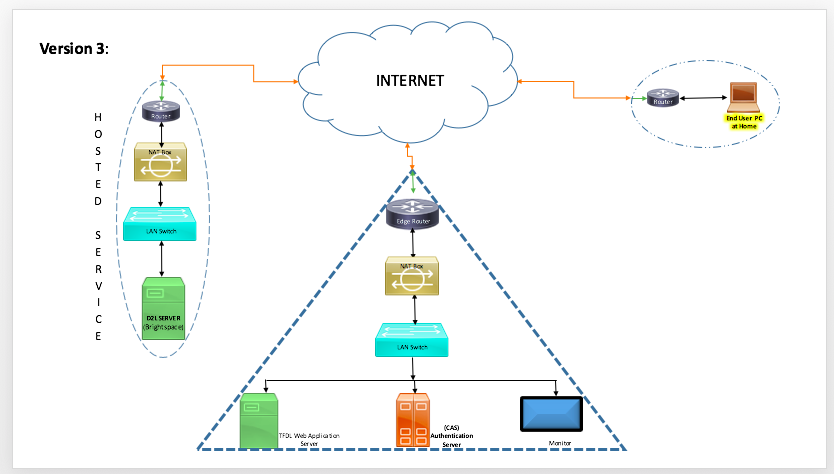 Version 3:
INTERNET
H
O
S
T
E
D
S
E
R
V
I
C
E
Router
NAT Box
LAN Switch
D2L SERVER
(Brightspace)
Router
End User PC
at Home
Edge Router
NAT Box
LAN Switch
TFDL Web Application
Server
(CAS)
Authentication
Server
Monitor